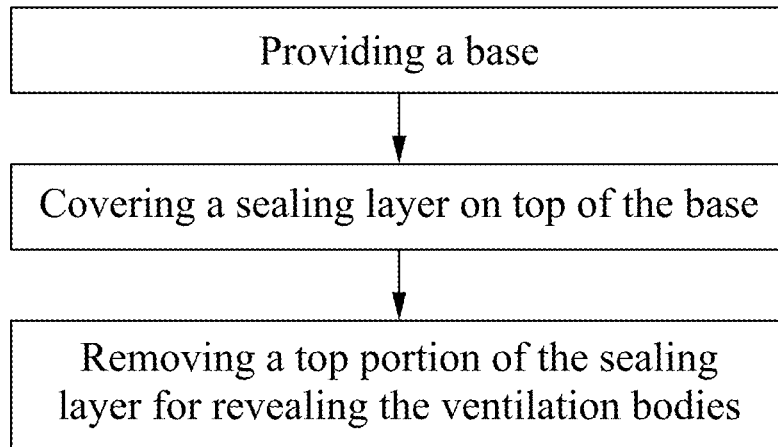 Providing a base
Covering a sealing layer on top of the base
Removing a top portion of the sealing
layer for revealing the ventilation bodies